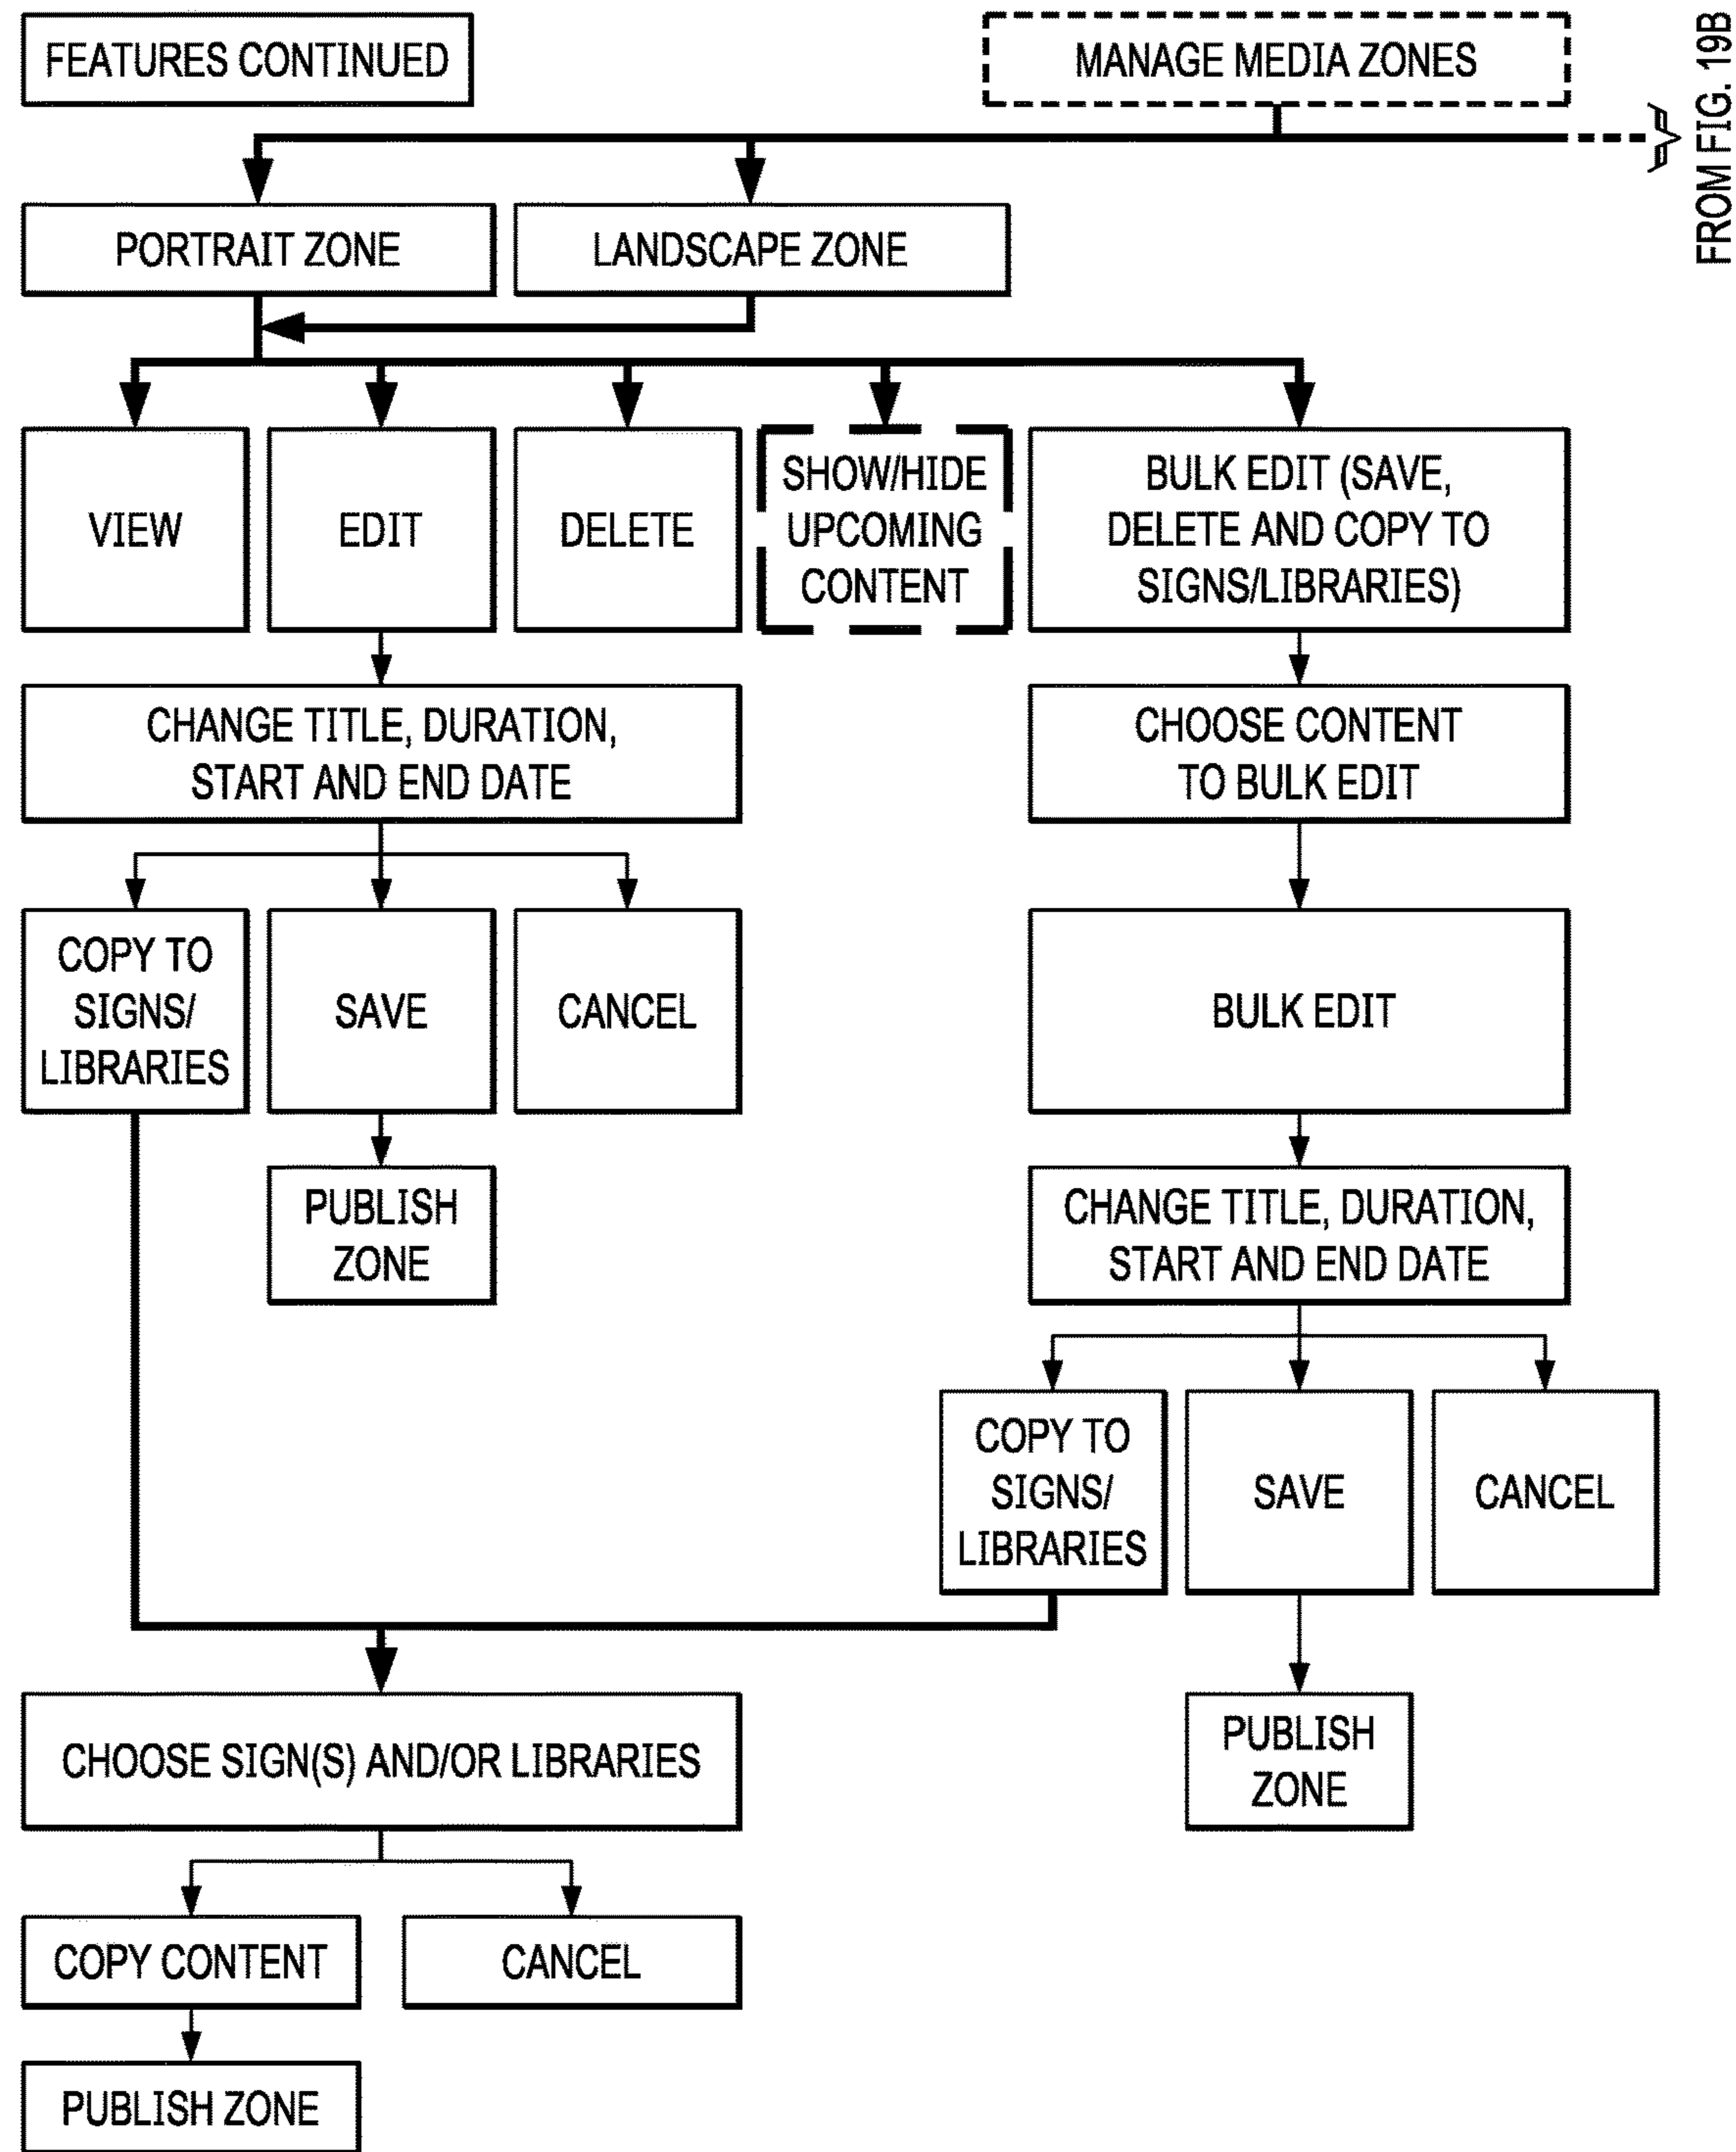 FEATURES CONTINUED
MANAGE MEDIA ZONES
FROM FIG. 19B
PORTRAIT ZONE
LANDSCAPE ZONE
VIEW
EDIT
DELETE
SHOW/HIDE
UPCOMING
CONTENT
BULK EDIT (SAVE,
DELETE AND COPY TO
SIGNS/LIBRARIES)
CHANGE TITLE, DURATION,
START AND END DATE
CHOOSE CONTENT
TO BULK EDIT
COPY TO
SIGNS/
LIBRARIES
SAVE
CANCEL
BULK EDIT
PUBLISH
ZONE
CHANGE TITLE, DURATION,
START AND END DATE
COPY TO
SIGNS/
LIBRARIES
SAVE
CANCEL
CHOOSE SIGN(S) AND/OR LIBRARIES
PUBLISH
ZONE
COPY CONTENT
CANCEL
PUBLISH ZONE